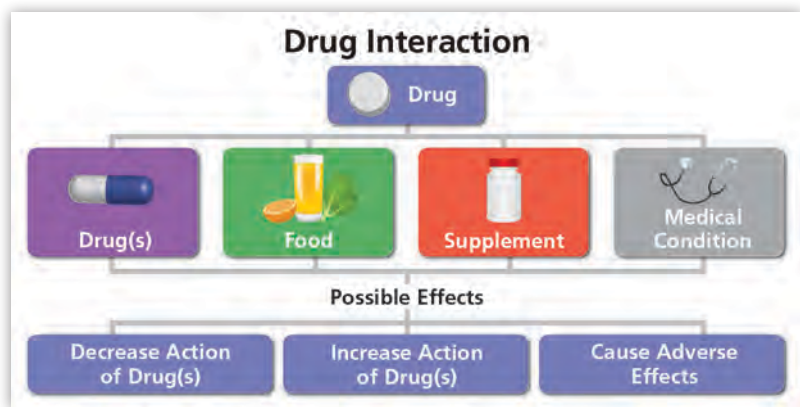 Drug Interaction
Drug
Drug(s)
Food
Supplement
Medical
Condition
Possible Effects
Decrease Action
of Drug(s)
Increase Action
of Drug(s)
Cause Adverse
Effects